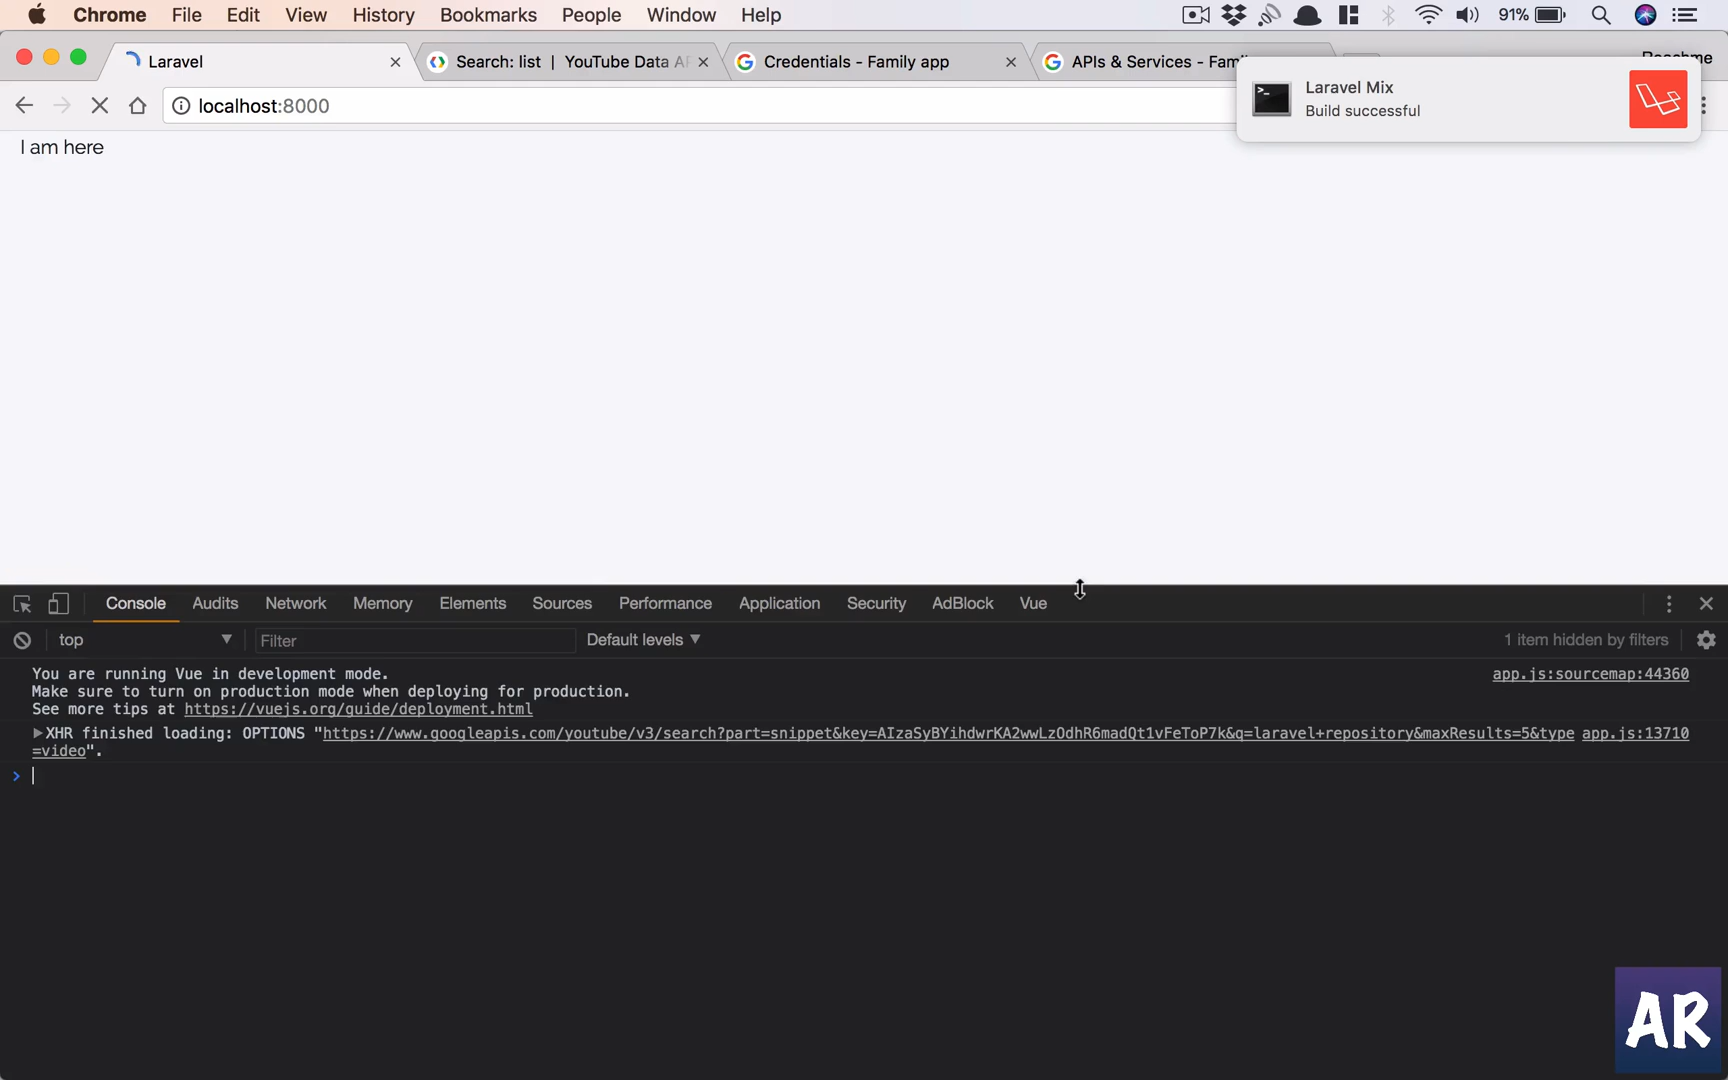 Chrome File Edit View History Bookmarks People Window Help 91%
Laravel Search: list | YouTube Data AP Credentials - Family app APIs & Services - Fami
localhost:8000
Laravel Mix
Build successful
I am here
Console Audits Network Memory Elements Sources Performance Application Security AdBlock Vue
top Filter Default levels 1 item hidden by filters
You are running Vue in development mode. app.js:sourcemap:44360
Make sure to turn on production mode when deploying for production.
See more tips at https://vuejs.org/guide/deployment.html
XHR finished loading: OPTIONS "https://www.googleapis.com/youtube/v3/search?part=snippet&key=AIzaSyBYihdwrKA2wwLzOdhR6madQt1vFeToP7k&q=laravel+repository&maxResults=5&type app.js:13710
=video".
AR